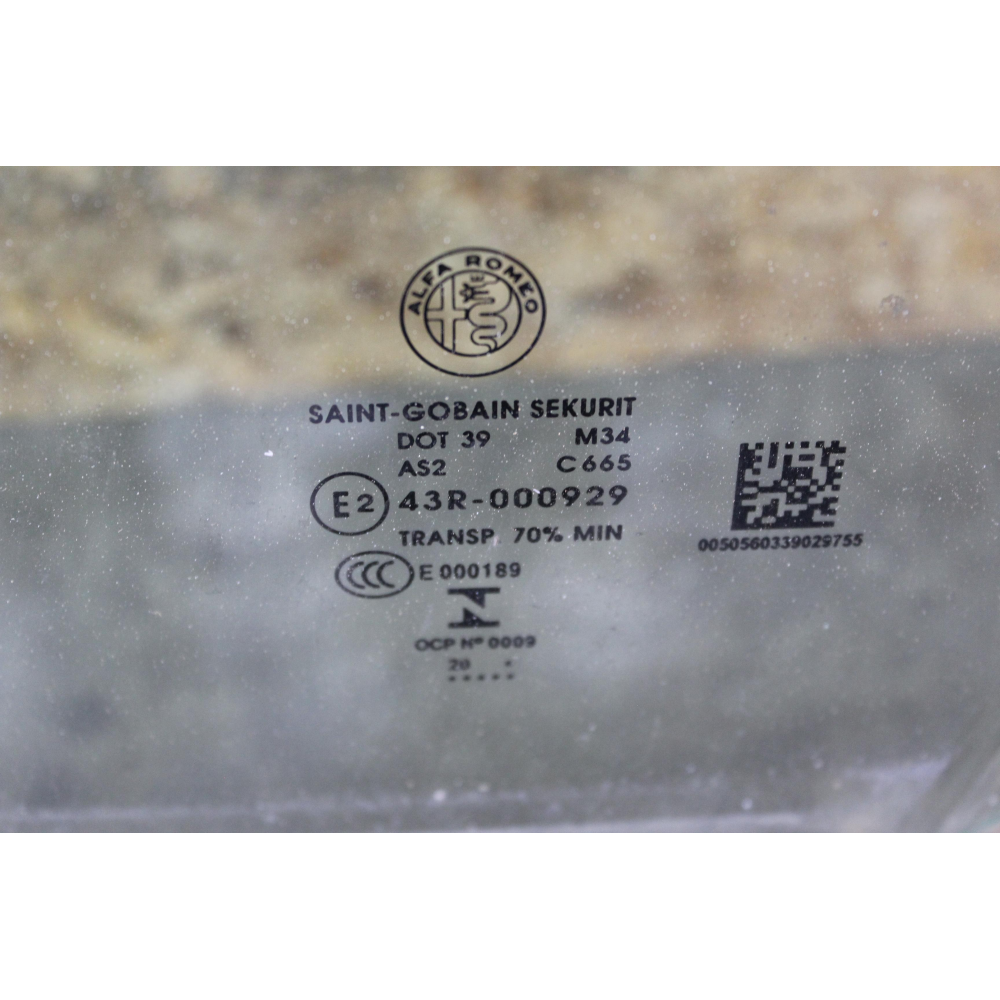 ALFA ROMEO
SAINT-GOBAIN SEKURIT
DOT 39 M34
AS2 C665
E2 43R-000929
TRANSP. 70% MIN
CCC E 000189
OCP Nº 0009
20
0050560339029755